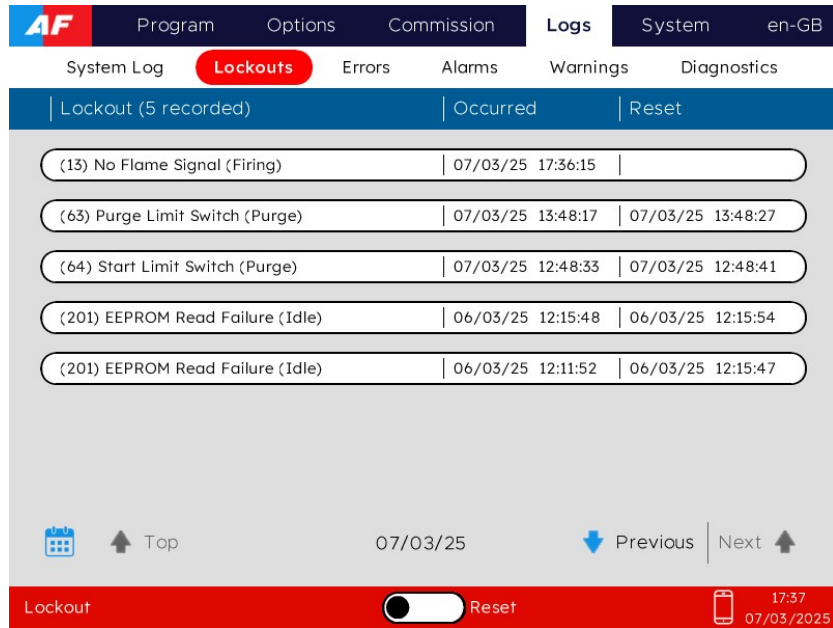 AF Program Options Commission Logs System en-GB
System Log Lockouts Errors Alarms Warnings Diagnostics
Lockout (5 recorded) Occurred Reset
(13) No Flame Signal (Firing) 07/03/25 17:36:15
(63) Purge Limit Switch (Purge) 07/03/25 13:48:17 07/03/25 13:48:27
(64) Start Limit Switch (Purge) 07/03/25 12:48:33 07/03/25 12:48:41
(201) EEPROM Read Failure (Idle) 06/03/25 12:15:48 06/03/25 12:15:54
(201) EEPROM Read Failure (Idle) 06/03/25 12:11:52 06/03/25 12:15:47
Top 07/03/25 Previous Next
Lockout Reset 17:37
07/03/2025